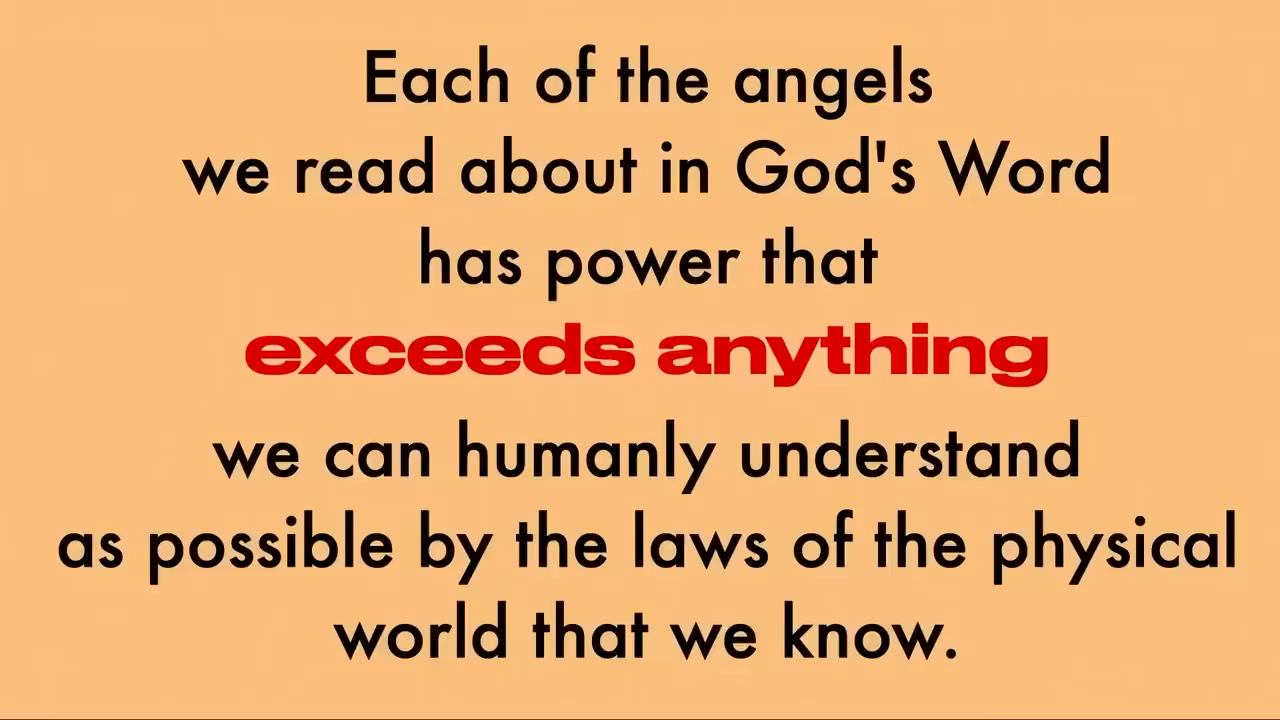 Each of the angels
we read about in God's Word
has power that
exceeds anything
we can humanly understand
as possible by the laws of the physical
world that we know.